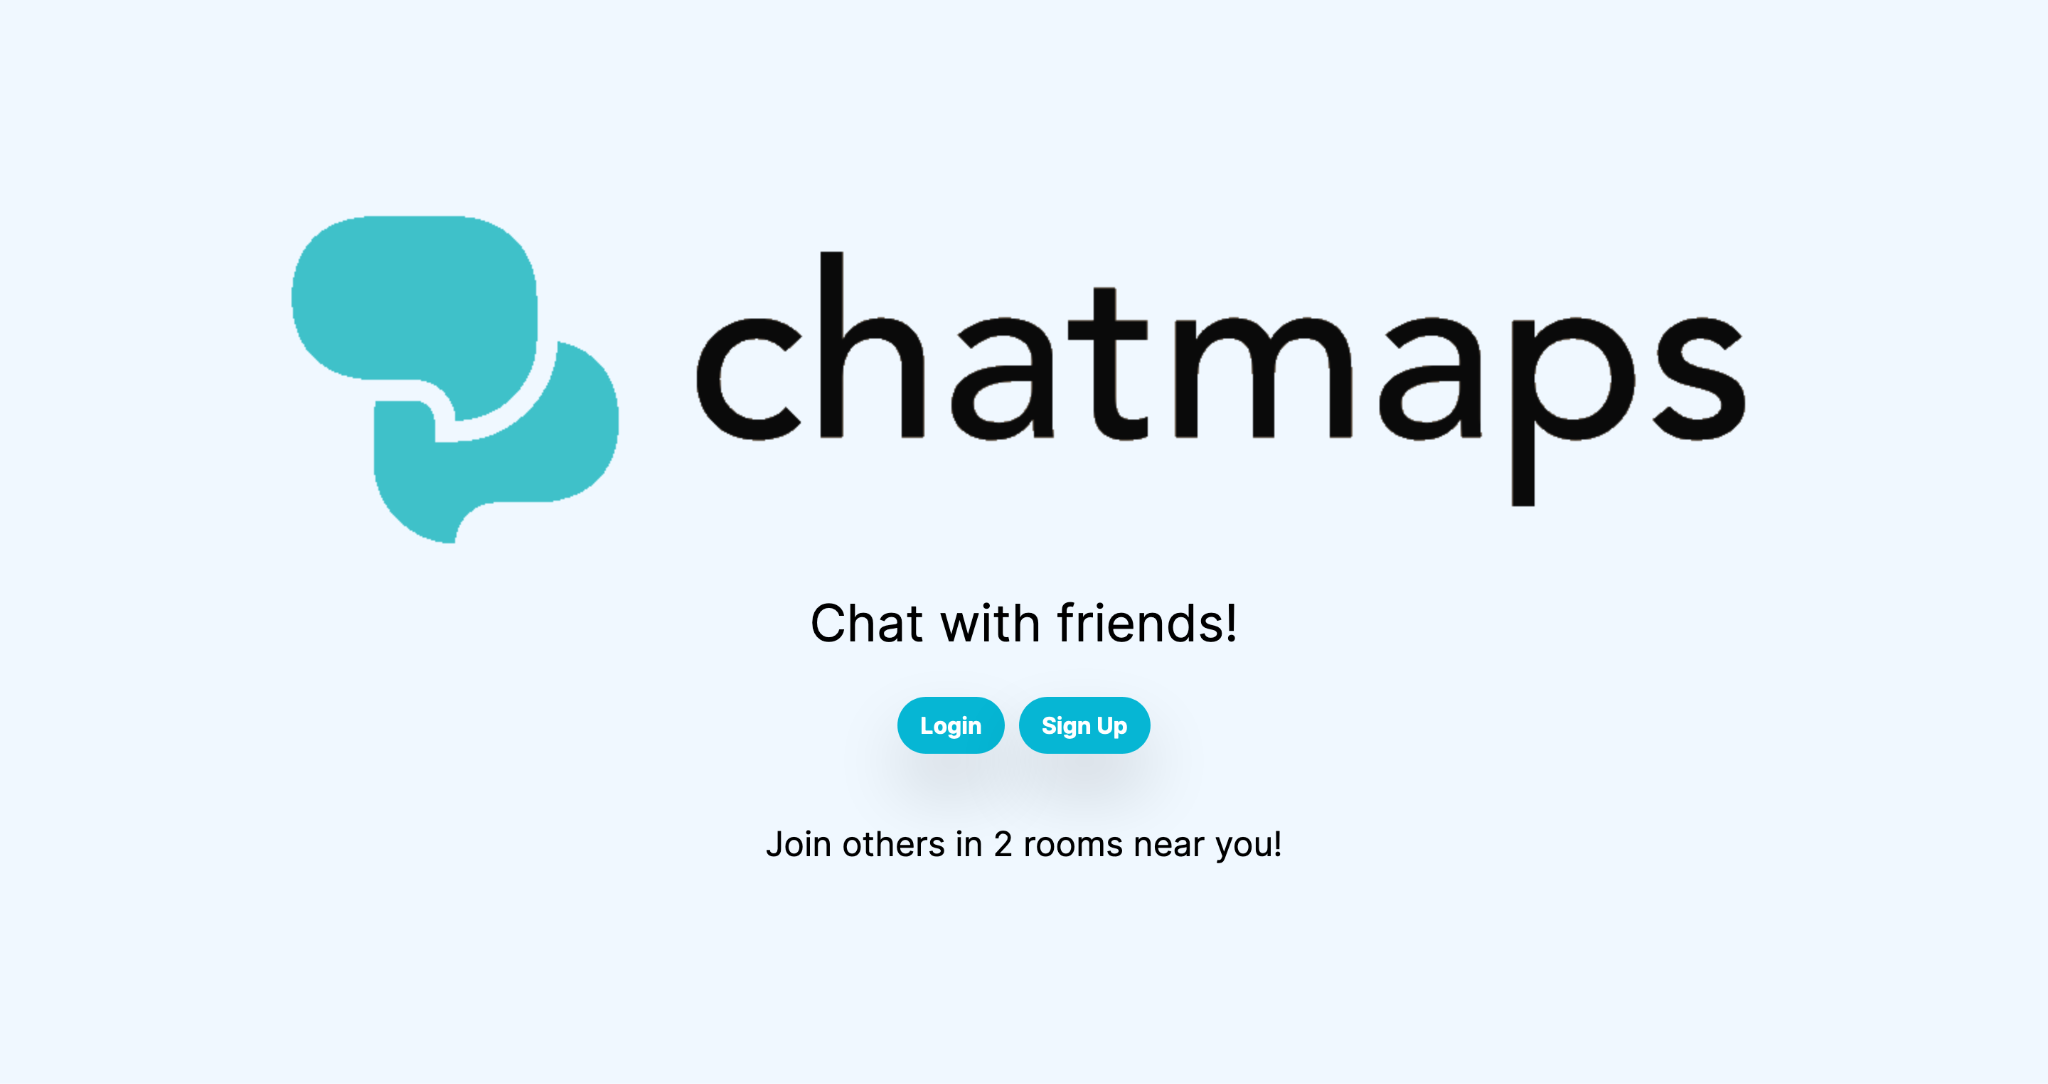 chatmaps
Chat with friends!
Login Sign Up
Join others in 2 rooms near you!